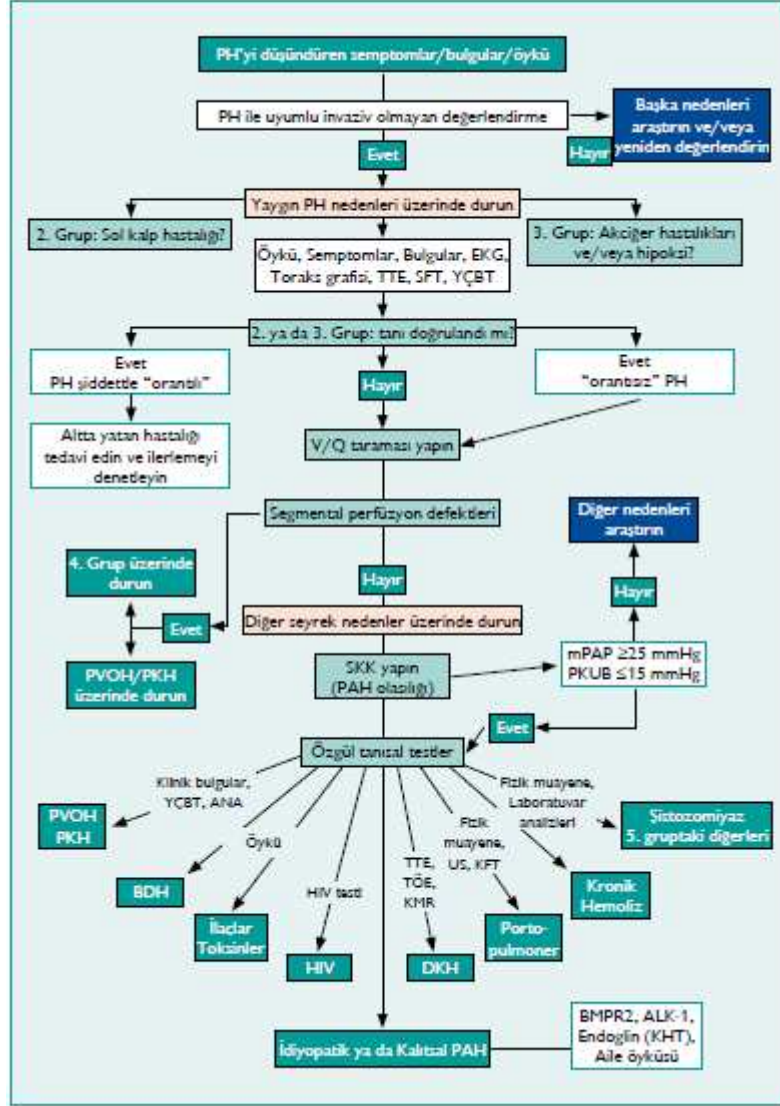 PH'yi düşündüren semptomlar/bulgular/öykü
PH ile uyumlu invaziv olmayan değerlendirme
Başka nedenleri
araştırın ve/veya
yeniden değerlendirin
Evet
Hayır
Yaygın PH nedenleri üzerinde durun
2. Grup: Sol kalp hastalığı?
3. Grup: Akciğer hastalıkları
ve/veya hipoksi?
Öykü, Semptomlar, Bulgular, EKG,
Toraks grafisi, TTE, SFT, YÇBT
2. ya da 3. Grup: tanı doğrulandı mı?
Evet
PH şiddetle “orantılı”
Hayır
Evet
“orantısız” PH
Altta yatan hastalığı
tedavi edin ve ilerlemeyi
denetleyin
V/Q taraması yapın
Segmental perfüzyon defektleri
Diğer nedenleri
araştırın
4. Grup üzerinde
durun
Hayır
Hayır
Evet
Diğer seyrek nedenler üzerinde durun
PVOH/PKH
üzerinde durun
SKK yapın
(PAH olasılığı)
mPAP ≥25 mmHg
PKUB ≤15 mmHg
Evet
Özgül tanısal testler
Klinik bulgular,
YÇBT, ANA
Fizik muayene,
Laboratuvar
analizleri
PVOH
PKH
Öykü
HIV testi
TTE,
TÖE,
KMR
Fizik
muayene,
US, KFT
Şistozomiyaz
5. gruptaki diğerleri
BDH
İlaçlar
Toksinler
HIV
DKH
Porto-
pulmoner
Kronik
Hemoliz
İdiyopatik ya da Kalıtsal PAH
BMPR2, ALK-1,
Endoglin (KHT),
Aile öyküsü